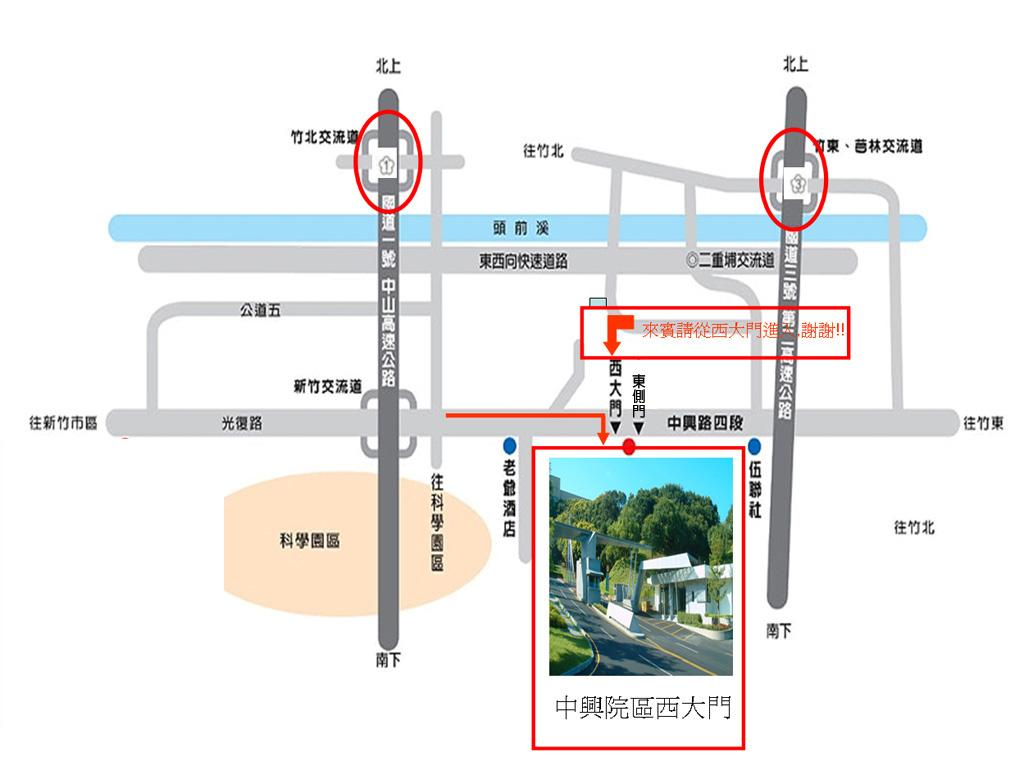 北上
北上
竹北交流道
竹東、芎林交流道
往竹北
1
3
頭前溪
國道一號 中山高速公路
國道三號 第二高速公路
東西向快速道路
◎二重埔交流道
公道五
來賓請從西大門進入,謝謝!!
西大門
東側門
新竹交流道
往新竹市區
光復路
中興路四段
往竹東
老爺酒店
伍聯社
往科學園區
科學園區
往竹北
南下
南下
中興院區西大門